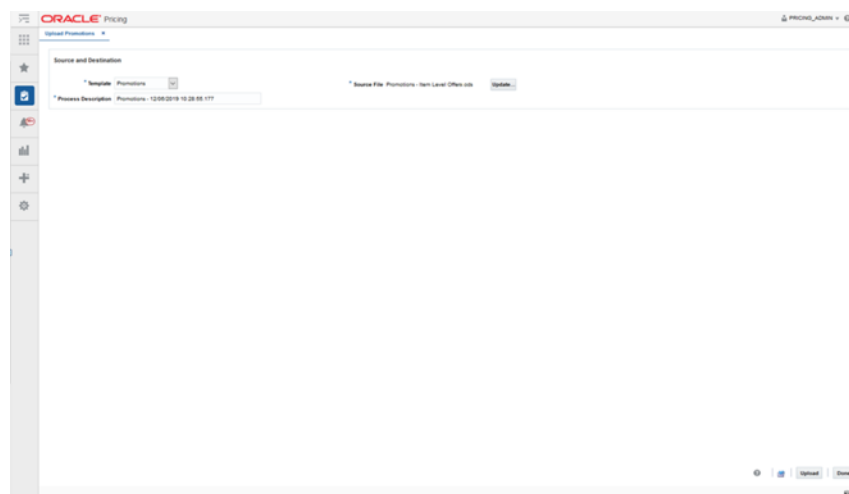 ORACLE Pricing
PRICING_ADMIN
Upload Promotions
Source and Destination
* Template Promotions
* Source File Promotions - Item Level Offers.ods Update...
* Process Description Promotions - 12/06/2019 10:28:55.177
Upload Done